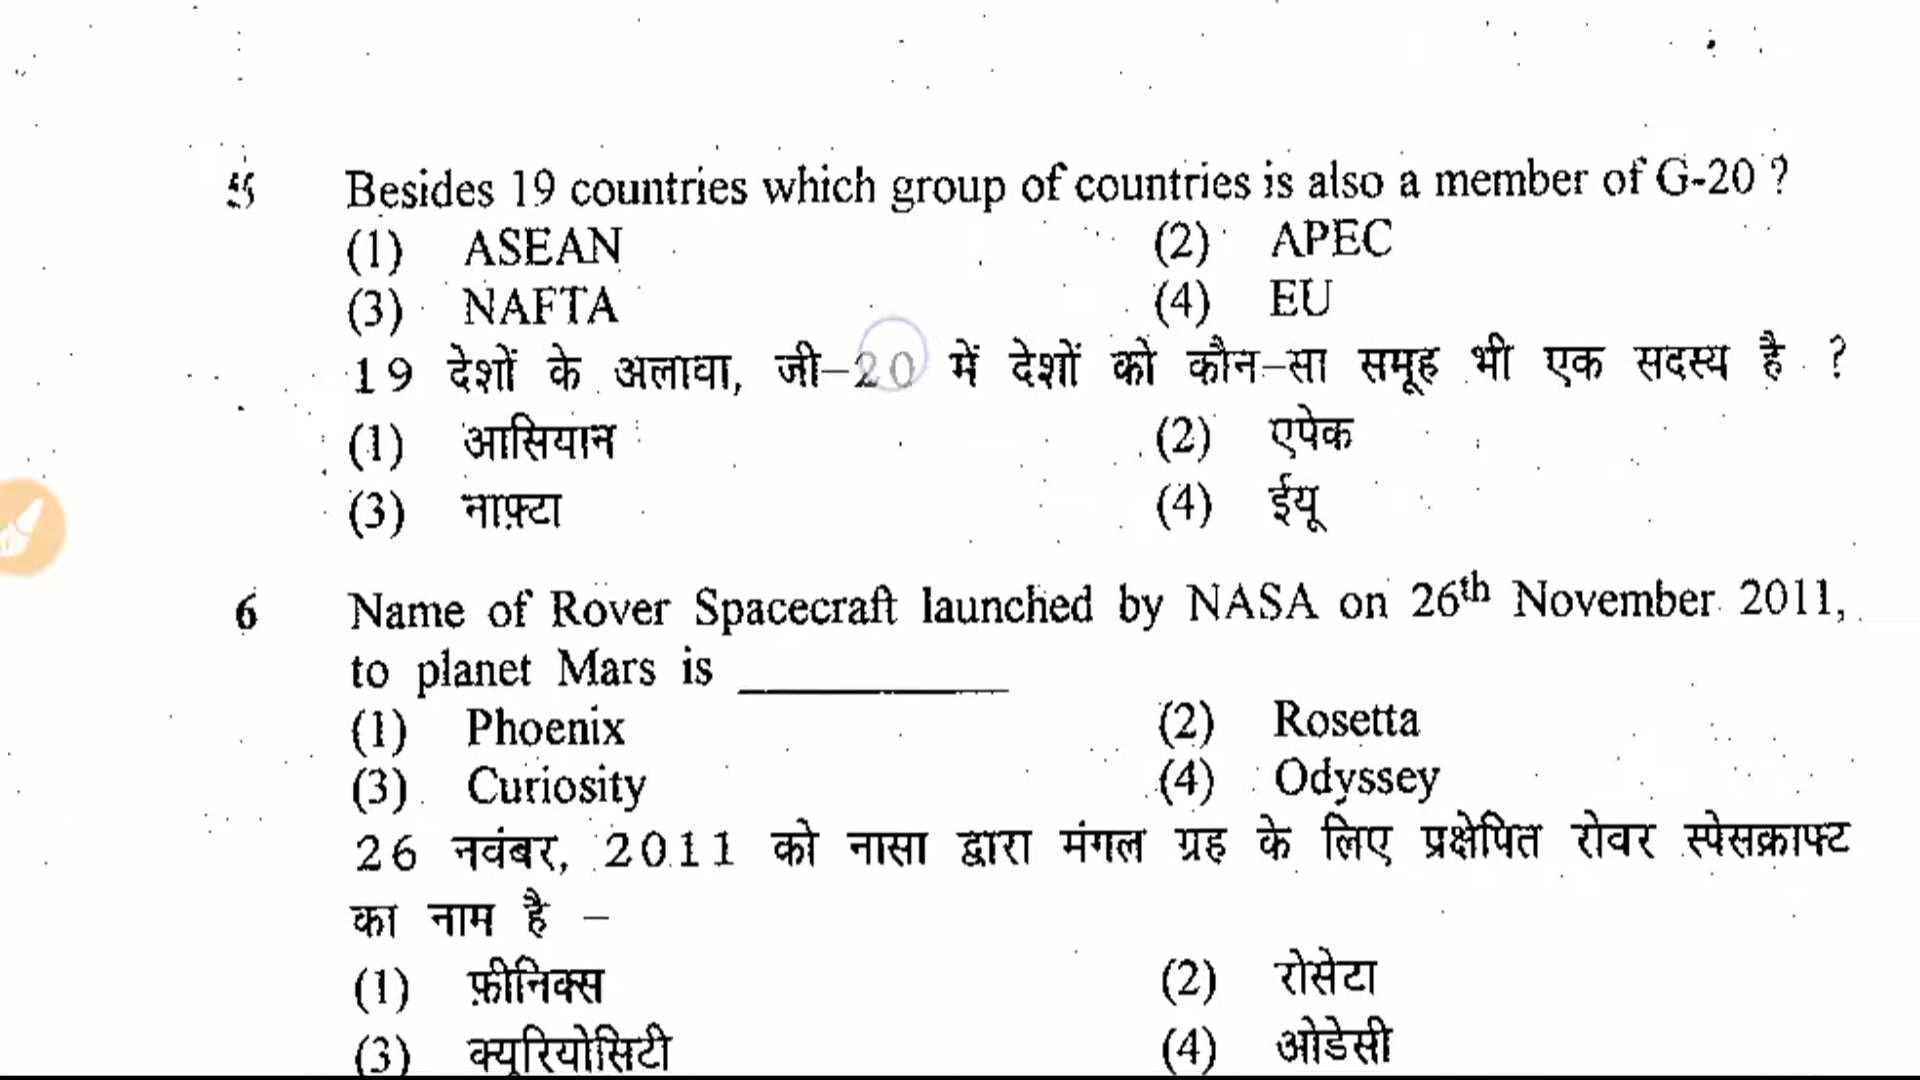 5 Besides 19 countries which group of countries is also a member of G-20 ?
(1) ASEAN (2) APEC
(3) NAFTA (4) EU
19 देशों के अलावा, जी–20 में देशों को कौन–सा समूह भी एक सदस्य है ?
(1) आसियान (2) एपेक
(3) नाफ़्टा (4) ईयू
6 Name of Rover Spacecraft launched by NASA on 26th November 2011,
to planet Mars is ____________
(1) Phoenix (2) Rosetta
(3) Curiosity (4) Odyssey
26 नवंबर, 2011 को नासा द्वारा मंगल ग्रह के लिए प्रक्षेपित रोवर स्पेसक्राफ्ट
का नाम है –
(1) फ़ीनिक्स (2) रोसेटा
(3) क्यूरियोसिटी (4) ओडेसी